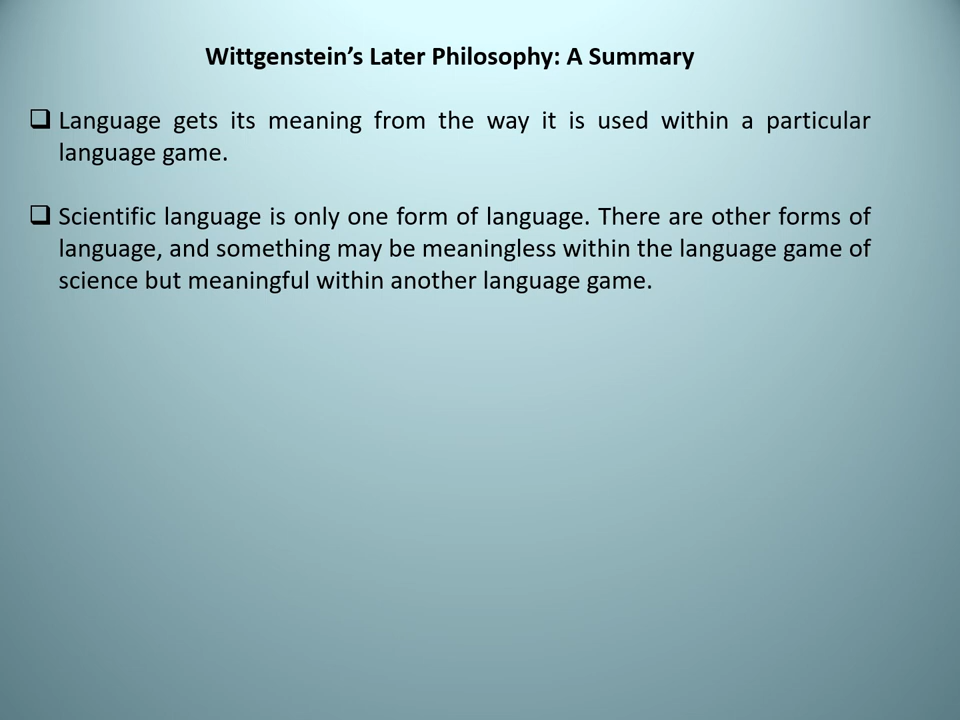 Wittgenstein’s Later Philosophy: A Summary
❑ Language gets its meaning from the way it is used within a particular
language game.
❑ Scientific language is only one form of language. There are other forms of
language, and something may be meaningless within the language game of
science but meaningful within another language game.